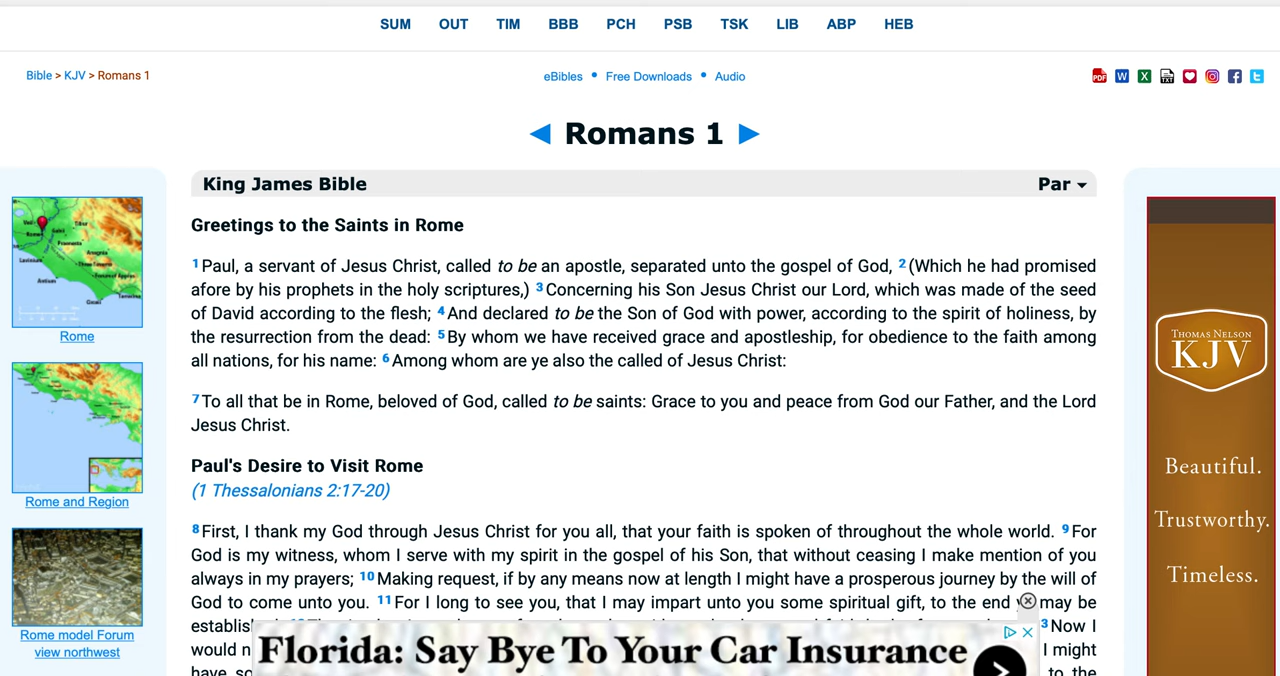 SUM OUT TIM BBB PCH PSB TSK LIB ABP HEB
Bible > KJV > Romans 1
eBibles • Free Downloads • Audio
◄ Romans 1 ►
King James Bible
Par
Greetings to the Saints in Rome
1 Paul, a servant of Jesus Christ, called to be an apostle, separated unto the gospel of God, 2 (Which he had promised
afore by his prophets in the holy scriptures,) 3 Concerning his Son Jesus Christ our Lord, which was made of the seed
of David according to the flesh; 4 And declared to be the Son of God with power, according to the spirit of holiness, by
the resurrection from the dead: 5 By whom we have received grace and apostleship, for obedience to the faith among
all nations, for his name: 6 Among whom are ye also the called of Jesus Christ:
7 To all that be in Rome, beloved of God, called to be saints: Grace to you and peace from God our Father, and the Lord
Jesus Christ.
Paul's Desire to Visit Rome
(1 Thessalonians 2:17-20)
8 First, I thank my God through Jesus Christ for you all, that your faith is spoken of throughout the whole world. 9 For
God is my witness, whom I serve with my spirit in the gospel of his Son, that without ceasing I make mention of you
always in my prayers; 10 Making request, if by any means now at length I might have a prosperous journey by the will of
God to come unto you. 11 For I long to see you, that I may impart unto you some spiritual gift, to the end may be
Now I
would
I might
have
to the
Florida: Say Bye To Your Car Insurance
Rome
Rome and Region
Rome model Forum
view northwest
THOMAS NELSON
KJV
Beautiful.
Trustworthy.
Timeless.